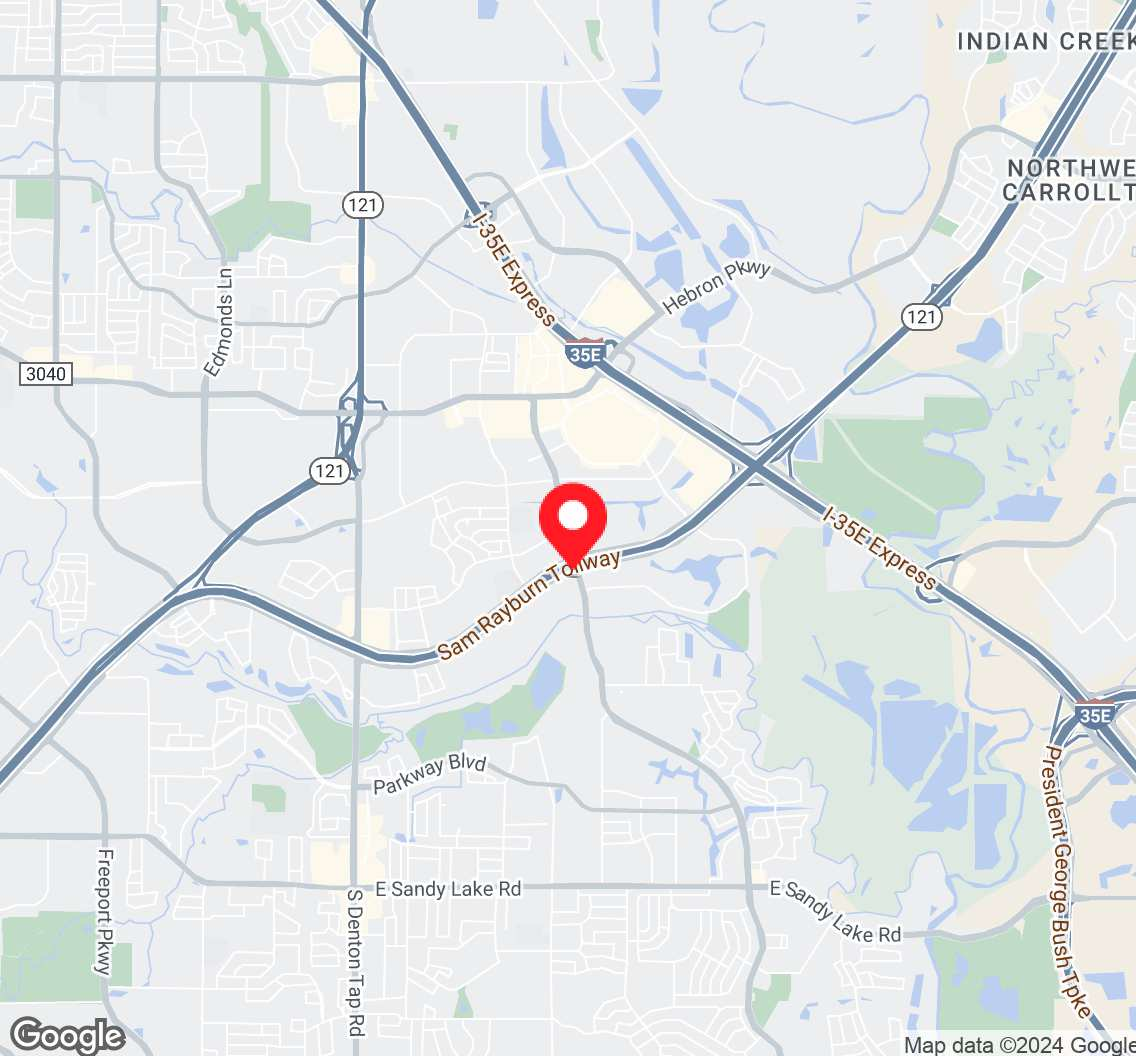 INDIAN CREEK
NORTHWE
CARROLLT
121
I-35E Express
Hebron Pkwy
Edmonds Ln
121
35E
3040
121
I-35E Express
Sam Rayburn Tollway
35E
Parkway Blvd
President George Bush Tpke
Freeport Pkwy
E Sandy Lake Rd
E Sandy Lake Rd
S Denton Tap Rd
Google
Map data ©2024 Google